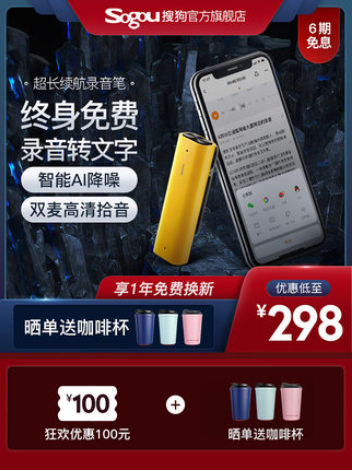 Sogou 搜狗官方旗舰店
6期
免息
超长续航录音笔
终身免费
录音转文字
智能AI降噪
双麦高清拾音
享1年免费换新
晒单送咖啡杯
优惠低至
¥298
¥100
+
狂欢优惠100元
晒单送咖啡杯